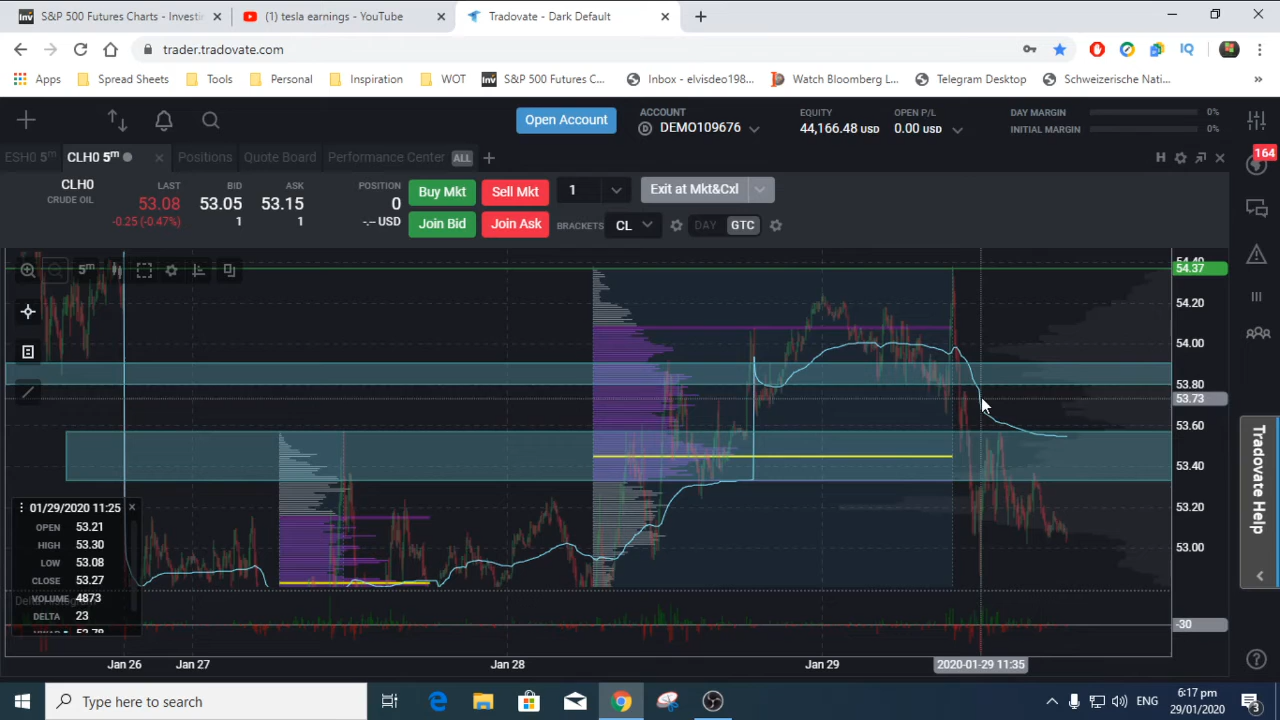 S&P 500 Futures Charts - Investin
(1) tesla earnings - YouTube
Tradovate - Dark Default
trader.tradovate.com
Apps
Spread Sheets
Tools
Personal
Inspiration
WOT
S&P 500 Futures C...
Inbox - elvisdec198...
Watch Bloomberg L...
Telegram Desktop
Schweizerische Nati...
Open Account
ACCOUNT
DEMO109676
EQUITY
44,166.48 USD
OPEN P/L
0.00 USD
DAY MARGIN
0%
INITIAL MARGIN
0%
ESH0 5m
CLH0 5m
Positions
Quote Board
Performance Center
ALL
H
164
CLH0
CRUDE OIL
LAST
53.08
-0.25 (-0.47%)
BID
53.05
1
ASK
53.15
1
POSITION
0
-.-- USD
Buy Mkt
Sell Mkt
1
Exit at Mkt&Cxl
Join Bid
Join Ask
BRACKETS
CL
DAY
GTC
5m
54.40
54.37
54.20
54.00
53.80
53.73
53.60
53.40
53.20
53.00
-30
01/29/2020 11:25
OPEN 53.21
HIGH 53.30
LOW 53.08
CLOSE 53.27
VOLUME 4873
DELTA 23
Jan 26
Jan 27
Jan 28
Jan 29
2020-01-29 11:35
Tradovate Help
Type here to search
ENG
6:17 pm
29/01/2020
3